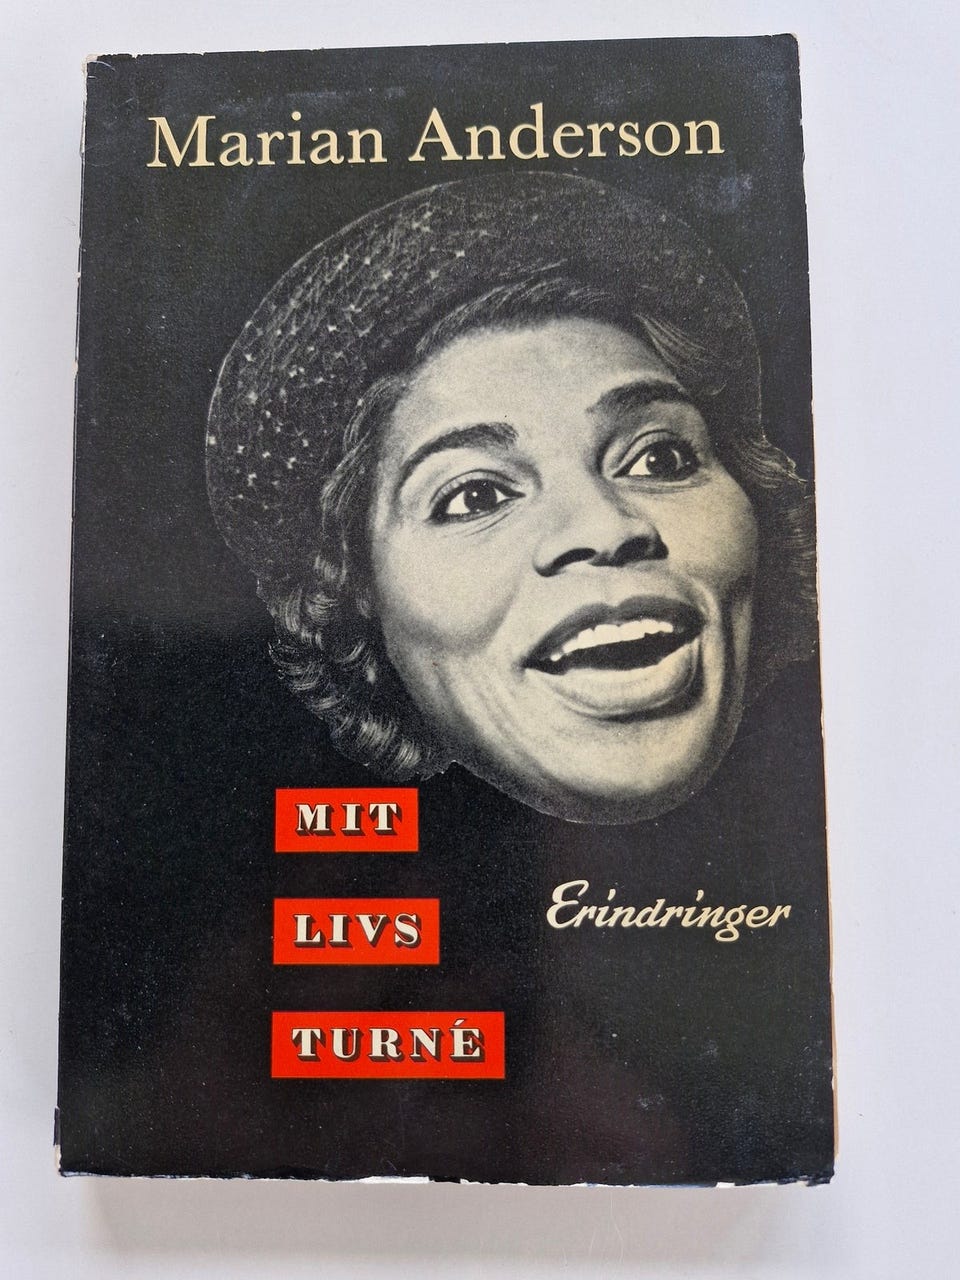 Marian Anderson
MIT
LIVS
Erindringer
TURNÉ